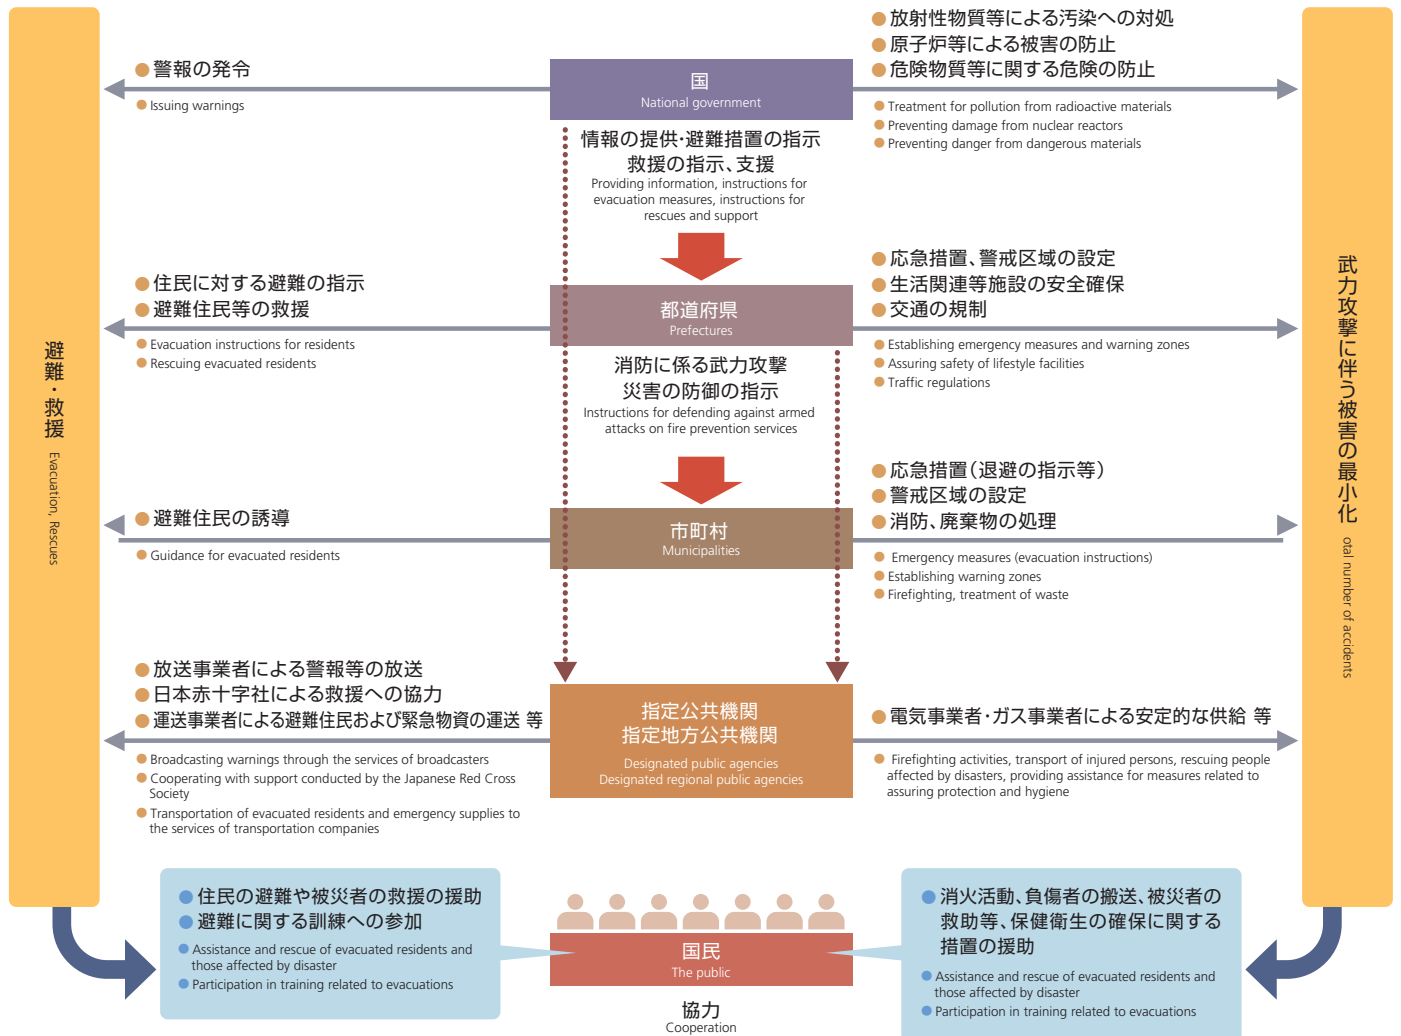 避難・救援
Evacuation, Rescues
● 警報の発令
● Issuing warnings
国
National government
● 放射性物質等による汚染への対処
● 原子炉等による被害の防止
● 危険物質等に関する危険の防止
● Treatment for pollution from radioactive materials
● Preventing damage from nuclear reactors
● Preventing danger from dangerous materials
情報の提供・避難措置の指示
救援の指示、支援
Providing information, instructions for
evacuation measures, instructions for
rescues and support
● 住民に対する避難の指示
● 避難住民等の救援
● Evacuation instructions for residents
● Rescuing evacuated residents
都道府県
Prefectures
● 応急措置、警戒区域の設定
● 生活関連等施設の安全確保
● 交通の規制
● Establishing emergency measures and warning zones
● Assuring safety of lifestyle facilities
● Traffic regulations
消防に係る武力攻撃
災害の防御の指示
Instructions for defending against armed
attacks on fire prevention services
● 避難住民の誘導
● Guidance for evacuated residents
市町村
Municipalities
● 応急措置（退避の指示等）
● 警戒区域の設定
● 消防、廃棄物の処理
● Emergency measures (evacuation instructions)
● Establishing warning zones
● Firefighting, treatment of waste
● 放送事業者による警報等の放送
● 日本赤十字社による救援への協力
● 運送事業者による避難住民および緊急物資の運送 等
● Broadcasting warnings through the services of broadcasters
● Cooperating with support conducted by the Japanese Red Cross
Society
● Transportation of evacuated residents and emergency supplies to
the services of transportation companies
指定公共機関
指定地方公共機関
Designated public agencies
Designated regional public agencies
● 電気事業者・ガス事業者による安定的な供給 等
● Firefighting activities, transport of injured persons, rescuing people
affected by disasters, providing assistance for measures related to
assuring protection and hygiene
武力攻撃に伴う被害の最小化
otal number of accidents
● 住民の避難や被災者の救援の援助
● 避難に関する訓練への参加
● Assistance and rescue of evacuated residents and
those affected by disaster
● Participation in training related to evacuations
国民
The public
協力
Cooperation
● 消火活動、負傷者の搬送、被災者の
救助等、保健衛生の確保に関する
措置の援助
● Assistance and rescue of evacuated residents and
those affected by disaster
● Participation in training related to evacuations